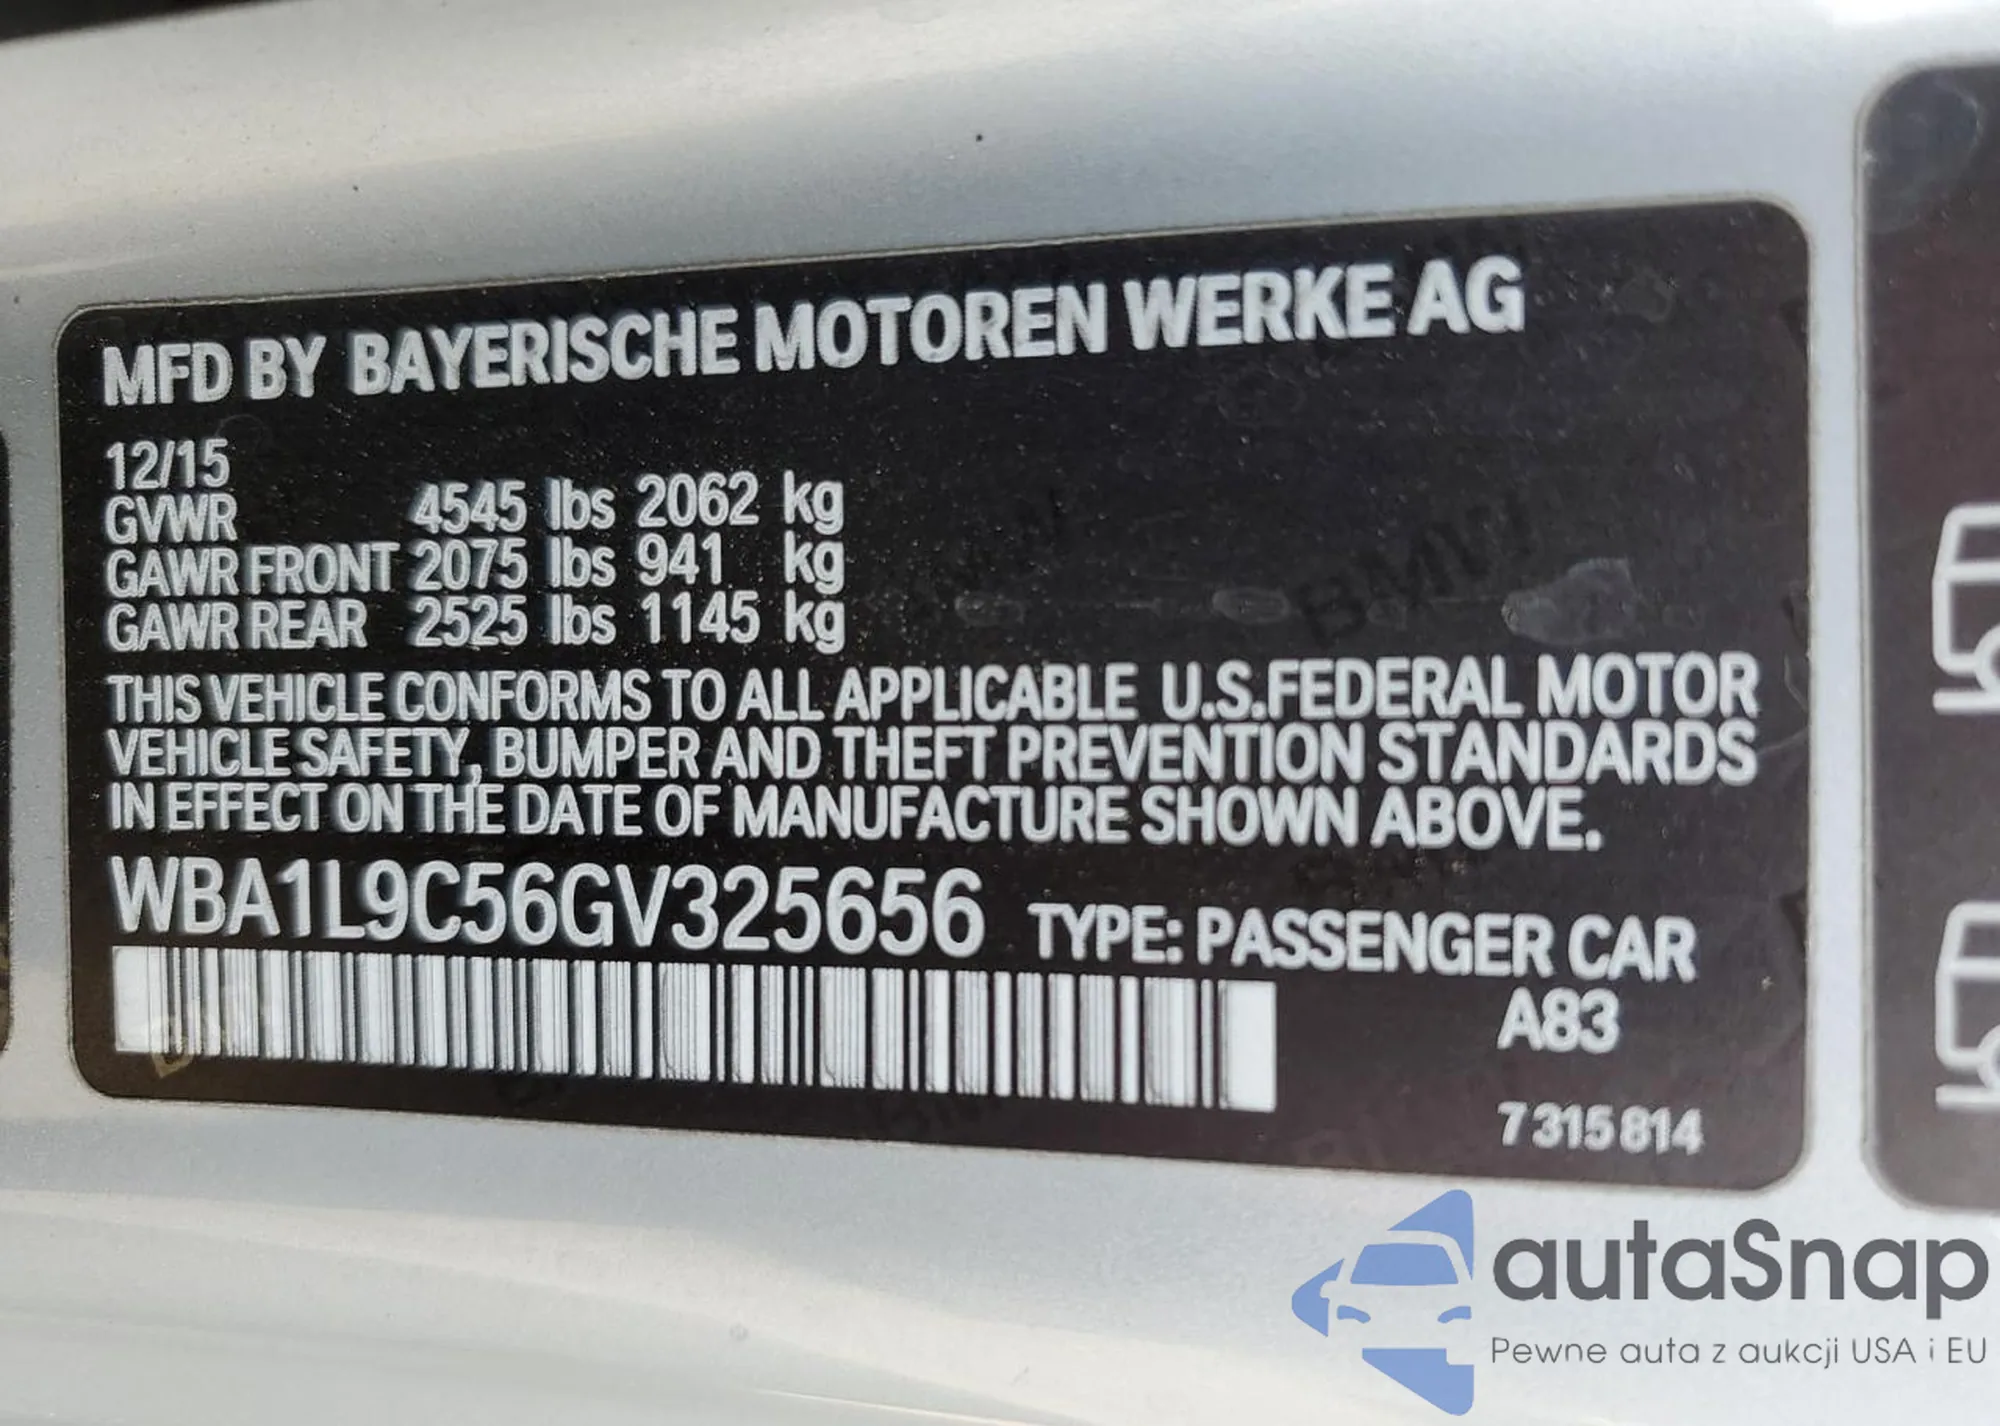 MFD BY BAYERISCHE MOTOREN WERKE AG
12/15
GVWR 4545 lbs 2062 kg
GAWR FRONT 2075 lbs 941 kg
GAWR REAR 2525 lbs 1145 kg
THIS VEHICLE CONFORMS TO ALL APPLICABLE U.S.FEDERAL MOTOR
VEHICLE SAFETY, BUMPER AND THEFT PREVENTION STANDARDS
IN EFFECT ON THE DATE OF MANUFACTURE SHOWN ABOVE.
WBA1L9C56GV325656 TYPE: PASSENGER CAR
A83
7315814
autaSnap
Pewne auta z aukcji USA i EU